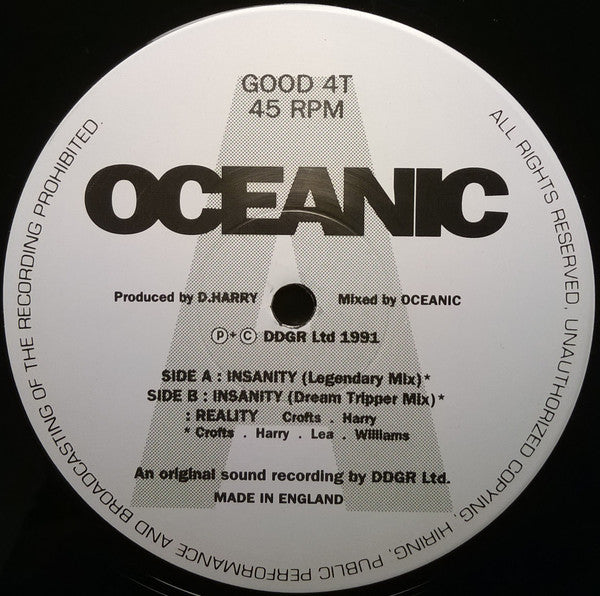 GOOD 4T
45 RPM
OCEANIC
Produced by D.HARRY Mixed by OCEANIC
Ⓟ+© DDGR Ltd 1991
SIDE A : INSANITY (Legendary Mix)*
SIDE B : INSANITY (Dream Tripper Mix)*
: REALITY Crofts . Harry
* Crofts . Harry . Lea . Williams
An original sound recording by DDGR Ltd.
MADE IN ENGLAND
A
ALL RIGHTS RESERVED. UNAUTHORIZED COPYING, HIRING, PUBLIC PERFORMANCE AND BROADCASTING OF THE RECORDING PROHIBITED.